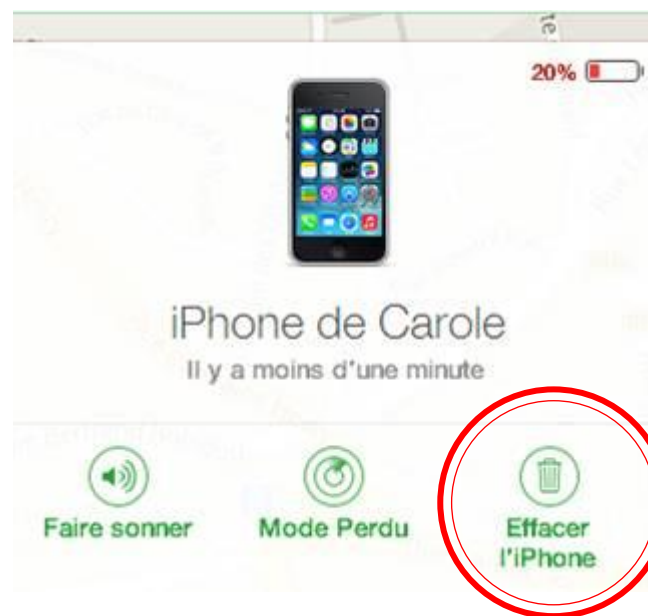 20%
iPhone de Carole
Il y a moins d'une minute
Faire sonner
Mode Perdu
Effacer
l'iPhone